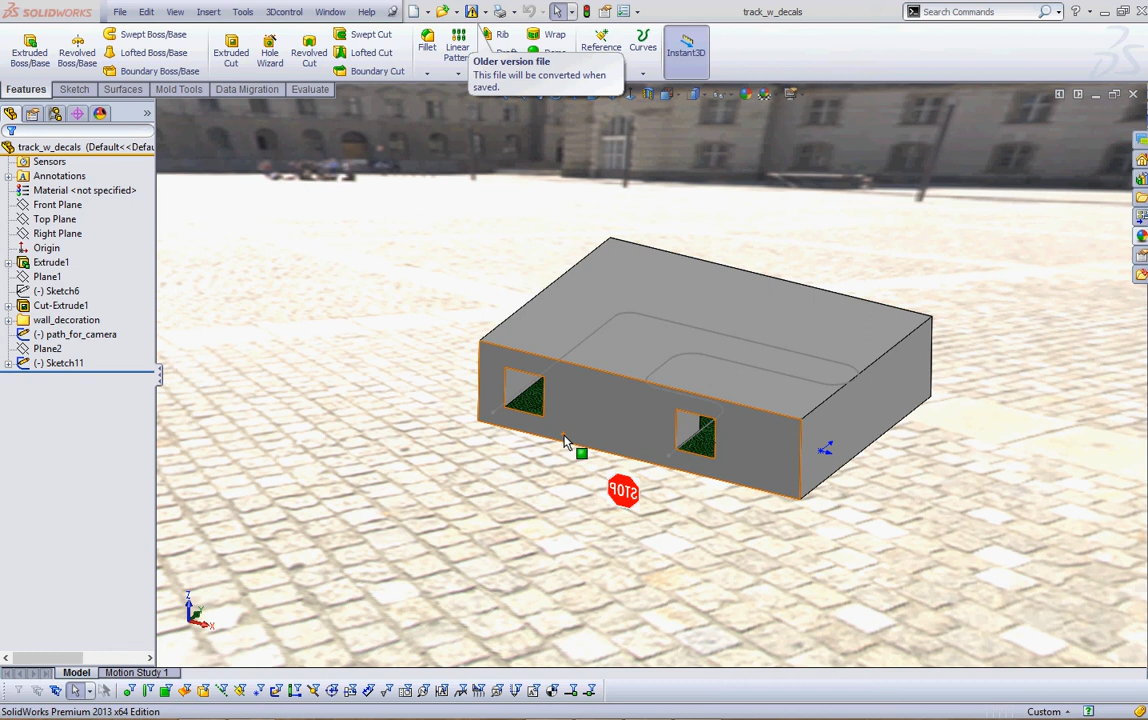 SOLIDWORKS File Edit View Insert Tools 3Dcontrol Window Help track_w_decals Search Commands
Extruded Boss/Base
Revolved Boss/Base
Swept Boss/Base
Lofted Boss/Base
Boundary Boss/Base
Extruded Cut
Hole Wizard
Revolved Cut
Swept Cut
Lofted Cut
Boundary Cut
Fillet
Linear
Rib
Wrap
Reference
Curves
Instant3D
Older version file
This file will be converted when
saved.
Features Sketch Surfaces Mold Tools Data Migration Evaluate
track_w_decals (Default<<Defau
Sensors
Annotations
Material <not specified>
Front Plane
Top Plane
Right Plane
Origin
Extrude1
Plane1
(-) Sketch6
Cut-Extrude1
wall_decoration
(-) path_for_camera
Plane2
(-) Sketch11
STOP
Z
Y
X
Model Motion Study 1
SolidWorks Premium 2013 x64 Edition Custom